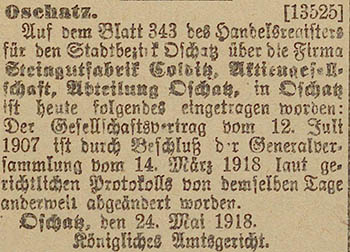 Oschatz. [13525]
Auf dem Blatt 343 des Handelsregisters
für den Stadtbezirk Oschatz über die Firma
Steingutfabrik Colditz, Aktiengesell-
schaft, Abteilung Oschatz, in Oschatz
ist heute folgendes eingetragen worden:
Der Gesellschaftsvertrag vom 12. Juli
1907 ist durch Beschluß der Generalver-
sammlung vom 14. März 1918 laut ge-
richtlichen Protokolls von demselben Tage
anderweit abgeändert worden.
Oschatz, den 24. Mai 1918.
Königliches Amtsgericht.